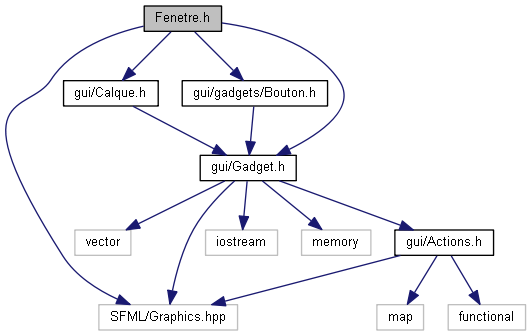 Fenetre.h
gui/Calque.h
gui/gadgets/Bouton.h
gui/Gadget.h
vector
iostream
memory
gui/Actions.h
SFML/Graphics.hpp
map
functional